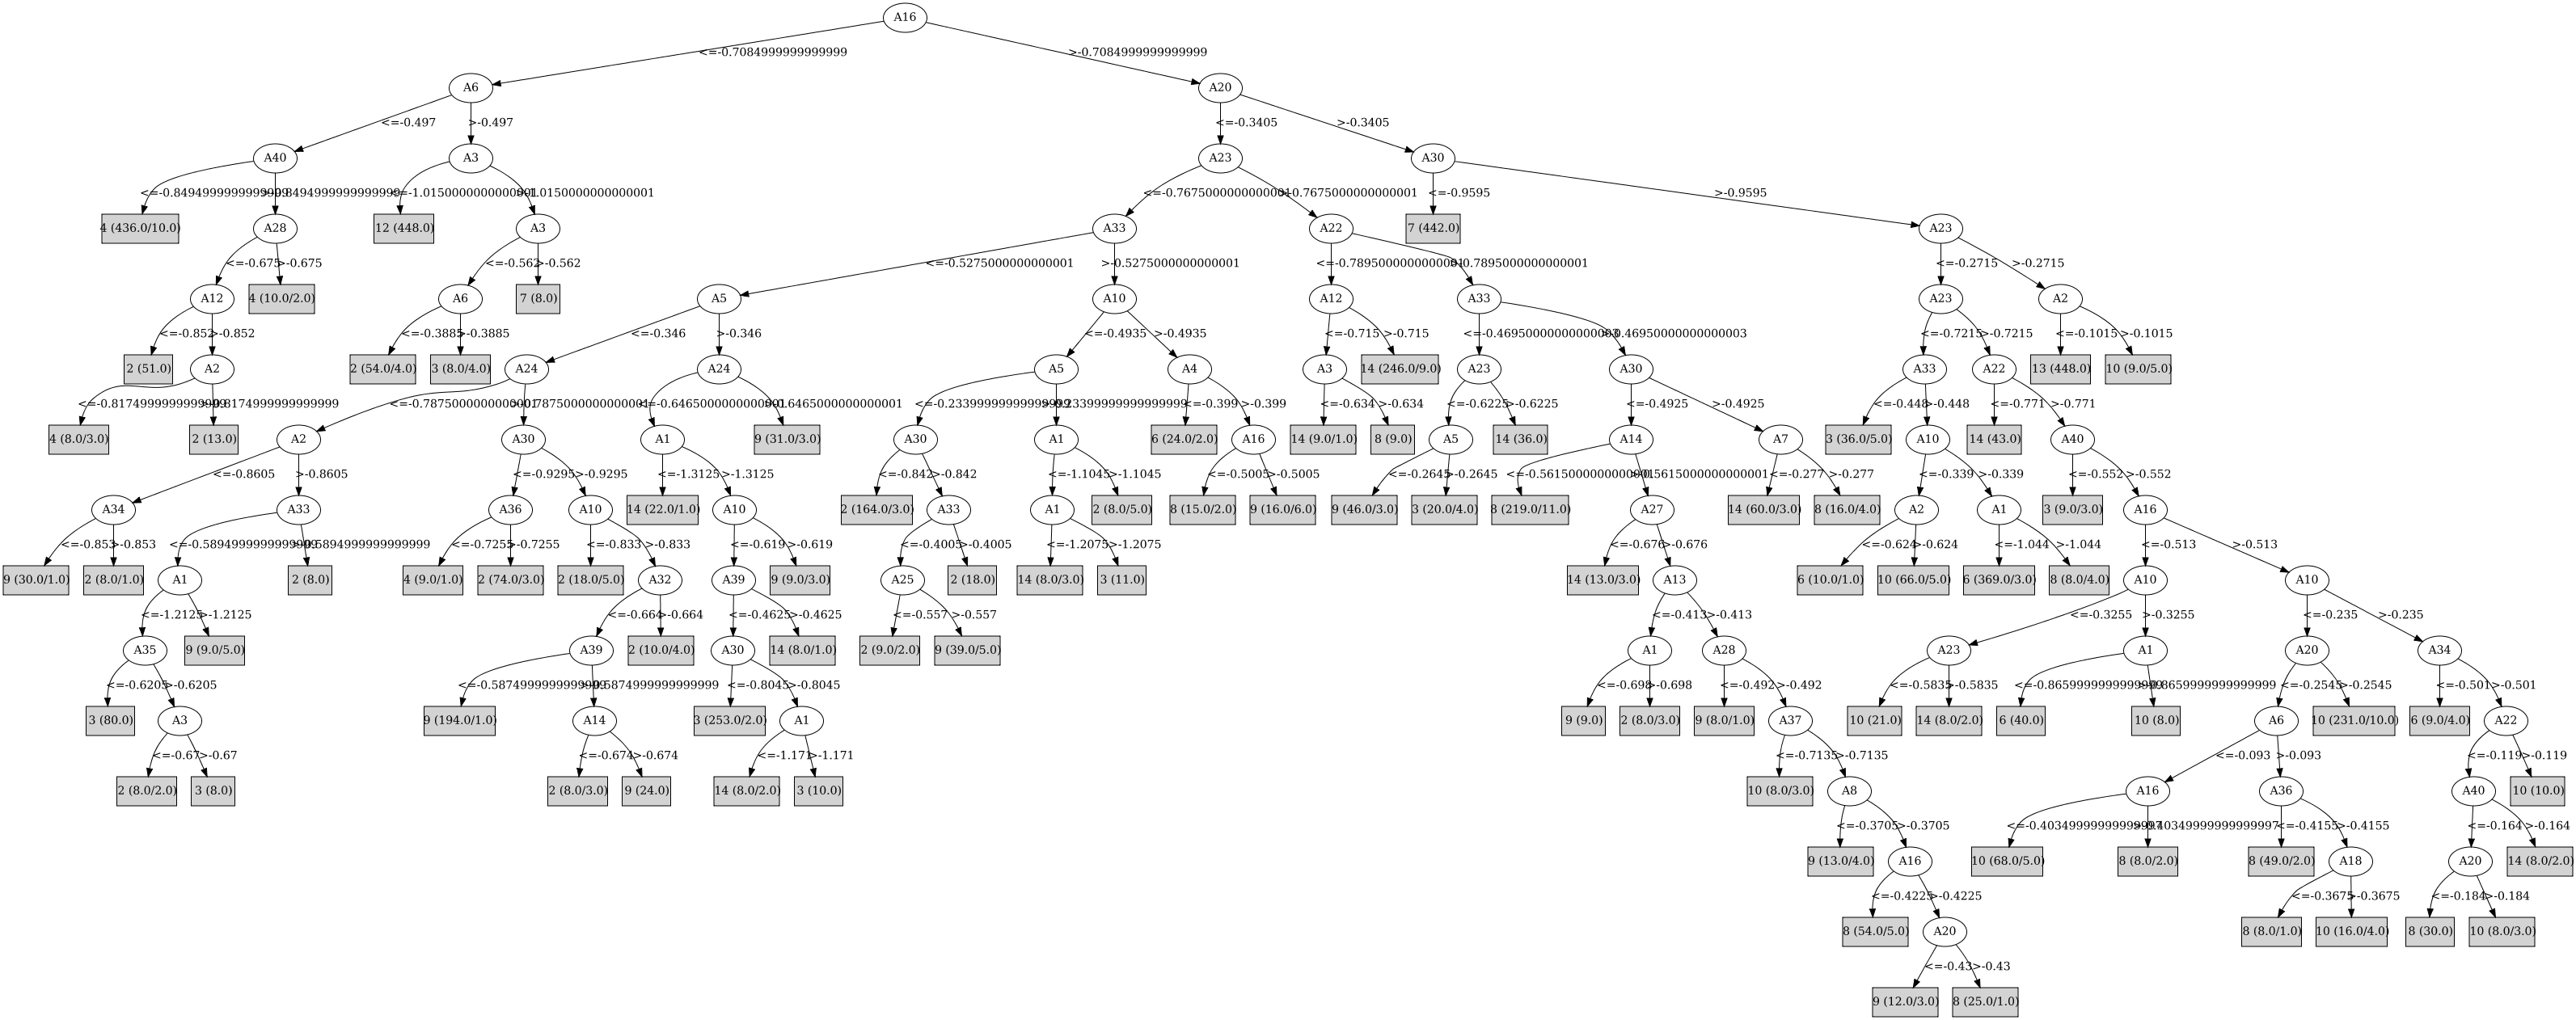 A16
<=-0.7084999999999999 >-0.7084999999999999
A6 A20
<=-0.497 >-0.497 <=-0.3405 >-0.3405
A40 A3 A23 A30
<=-0.8494999999999999 >-0.8494999999999999 <=-1.0150000000000001 >-1.0150000000000001 <=-0.7675000000000001 >-0.7675000000000001 <=-0.9595 >-0.9595
4 (436.0/10.0) A28 12 (448.0) A3 A33 A22 7 (442.0) A23
<=-0.675 >-0.675 <=-0.562 >-0.562 <=-0.5275000000000001 >-0.5275000000000001 <=-0.7895000000000001 >-0.7895000000000001 <=-0.2715 >-0.2715
A12 4 (10.0/2.0) A6 7 (8.0) A5 A10 A12 A33 A23 A2
<=-0.852 >-0.852 <=-0.3885 >-0.3885 <=-0.346 >-0.346 <=-0.4935 >-0.4935 <=-0.715 >-0.715 <=-0.46950000000000003 >-0.46950000000000003 <=-0.7215 >-0.7215 <=-0.1015 >-0.1015
2 (51.0) A2 2 (54.0/4.0) 3 (8.0/4.0) A24 A24 A5 A4 A3 14 (246.0/9.0) A23 A30 A33 A22 13 (448.0) 10 (9.0/5.0)
<=-0.8174999999999999 >-0.8174999999999999 <=-0.7875000000000001 >-0.7875000000000001 <=-0.6465000000000001 >-0.6465000000000001 <=-0.23399999999999999 >-0.23399999999999999 <=-0.399 >-0.399 <=-0.634 >-0.634 <=-0.6225 >-0.6225 <=-0.4925 >-0.4925 <=-0.448 >-0.448 <=-0.771 >-0.771
4 (8.0/3.0) 2 (13.0) A2 A30 A1 9 (31.0/3.0) A30 A1 6 (24.0/2.0) A16 14 (9.0/1.0) 8 (9.0) A5 14 (36.0) A14 A7 3 (36.0/5.0) A10 14 (43.0) A40
<=-0.8605 >-0.8605 <=-0.9295 >-0.9295 <=-1.3125 >-1.3125 <=-0.842 >-0.842 <=-1.1045 >-1.1045 <=-0.5005 >-0.5005 <=-0.2645 >-0.2645 <=-0.5615000000000001 >-0.5615000000000001 <=-0.277 >-0.277 <=-0.339 >-0.339 <=-0.552 >-0.552
A34 A33 A36 A10 14 (22.0/1.0) A10 2 (164.0/3.0) A33 A1 2 (8.0/5.0) 8 (15.0/2.0) 9 (16.0/6.0) 9 (46.0/3.0) 3 (20.0/4.0) 8 (219.0/11.0) A27 14 (60.0/3.0) 8 (16.0/4.0) A2 A1 3 (9.0/3.0) A16
<=-0.853 >-0.853 <=-0.5894999999999999 >-0.5894999999999999 <=-0.7255 >-0.7255 <=-0.833 >-0.833 <=-0.619 >-0.619 <=-0.4005 >-0.4005 <=-1.2075 >-1.2075 <=-0.676 >-0.676 <=-0.624 >-0.624 <=-1.044 >-1.044 <=-0.513 >-0.513
9 (30.0/1.0) 2 (8.0/1.0) A1 2 (8.0) 4 (9.0/1.0) 2 (74.0/3.0) 2 (18.0/5.0) A32 A39 9 (9.0/3.0) A25 2 (18.0) 14 (8.0/3.0) 3 (11.0) 14 (13.0/3.0) A13 6 (10.0/1.0) 10 (66.0/5.0) 6 (369.0/3.0) 8 (8.0/4.0) A10 A10
<=-1.2125 >-1.2125 <=-0.664 >-0.664 <=-0.4625 >-0.4625 <=-0.557 >-0.557 <=-0.413 >-0.413 <=-0.3255 >-0.3255 <=-0.235 >-0.235
A35 9 (9.0/5.0) A39 2 (10.0/4.0) A30 14 (8.0/1.0) 2 (9.0/2.0) 9 (39.0/5.0) A1 A28 A23 A1 A20 A34
<=-0.6205 >-0.6205 <=-0.5874999999999999 >-0.5874999999999999 <=-0.8045 >-0.8045 <=-0.698 >-0.698 <=-0.492 >-0.492 <=-0.5835 >-0.5835 <=-0.8659999999999999 >-0.8659999999999999 <=-0.2545 >-0.2545 <=-0.501 >-0.501
3 (80.0) A3 9 (194.0/1.0) A14 3 (253.0/2.0) A1 9 (9.0) 2 (8.0/3.0) 9 (8.0/1.0) A37 10 (21.0) 14 (8.0/2.0) 6 (40.0) 10 (8.0) A6 10 (231.0/10.0) 6 (9.0/4.0) A22
<=-0.67 >-0.67 <=-0.674 >-0.674 <=-1.171 >-1.171 <=-0.7135 >-0.7135 <=-0.093 >-0.093 <=-0.119 >-0.119
2 (8.0/2.0) 3 (8.0) 2 (8.0/3.0) 9 (24.0) 14 (8.0/2.0) 3 (10.0) 10 (8.0/3.0) A8 A16 A36 A40 10 (10.0)
<=-0.3705 >-0.3705 <=-0.40349999999999997 >-0.40349999999999997 <=-0.4155 >-0.4155 <=-0.164 >-0.164
9 (13.0/4.0) A16 10 (68.0/5.0) 8 (8.0/2.0) 8 (49.0/2.0) A18 A20 14 (8.0/2.0)
<=-0.4225 >-0.4225 <=-0.3675 >-0.3675 <=-0.184 >-0.184
8 (54.0/5.0) A20 8 (8.0/1.0) 10 (16.0/4.0) 8 (30.0) 10 (8.0/3.0)
<=-0.43 >-0.43
9 (12.0/3.0) 8 (25.0/1.0)